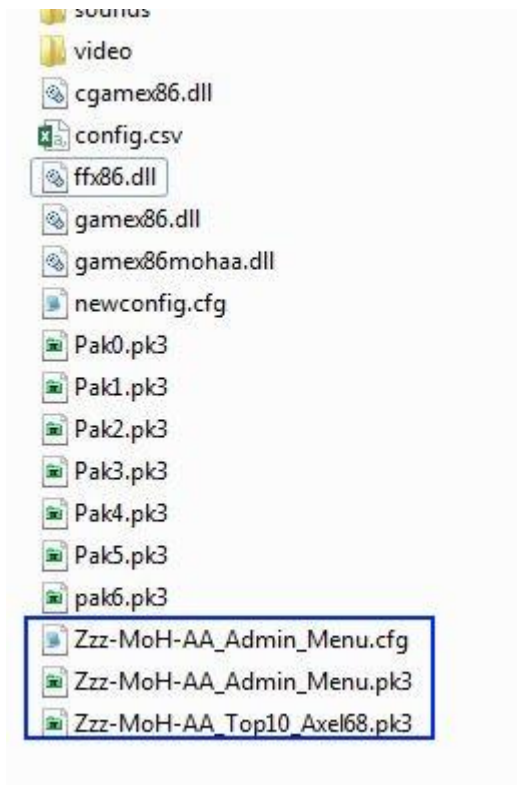 sounds
video
cgamex86.dll
config.csv
ffx86.dll
gamex86.dll
gamex86mohaa.dll
newconfig.cfg
Pak0.pk3
Pak1.pk3
Pak2.pk3
Pak3.pk3
Pak4.pk3
Pak5.pk3
pak6.pk3
Zzz-MoH-AA_Admin_Menu.cfg
Zzz-MoH-AA_Admin_Menu.pk3
Zzz-MoH-AA_Top10_Axel68.pk3